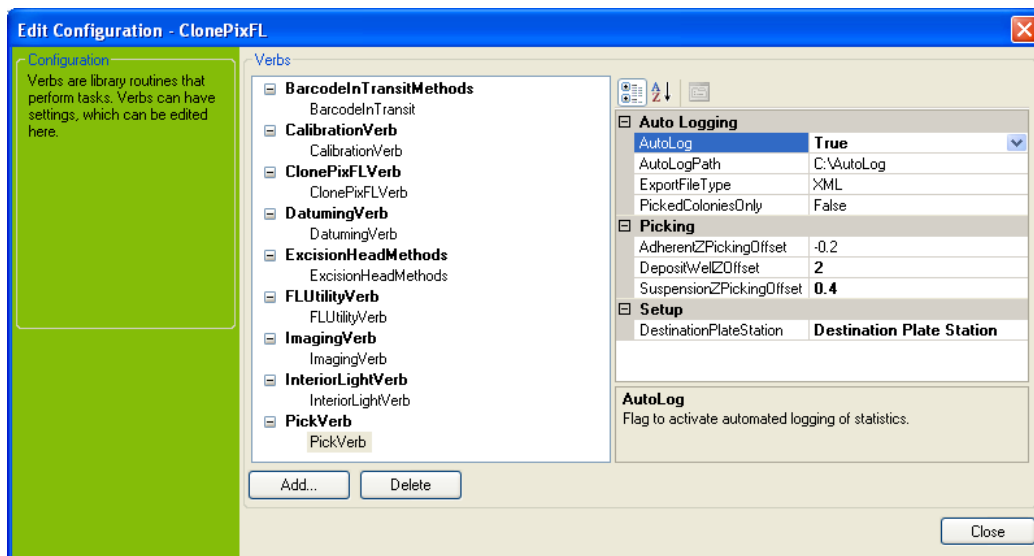 Edit Configuration - ClonePixFL
Configuration
Verbs are library routines that
perform tasks. Verbs can have
settings, which can be edited
here.
Verbs
BarcodeInTransitMethods
BarcodeInTransit
CalibrationVerb
CalibrationVerb
ClonePixFLVerb
ClonePixFLVerb
DatumingVerb
DatumingVerb
ExcisionHeadMethods
ExcisionHeadMethods
FLUtilityVerb
FLUtilityVerb
ImagingVerb
ImagingVerb
InteriorLightVerb
InteriorLightVerb
PickVerb
PickVerb
Add...
Delete
Auto Logging
AutoLog True
AutoLogPath C:\AutoLog
ExportFileType XML
PickedColoniesOnly False
Picking
AdherentZPickingOffset -0.2
DepositWellZOffset 2
SuspensionZPickingOffset 0.4
Setup
DestinationPlateStation Destination Plate Station
AutoLog
Flag to activate automated logging of statistics.
Close